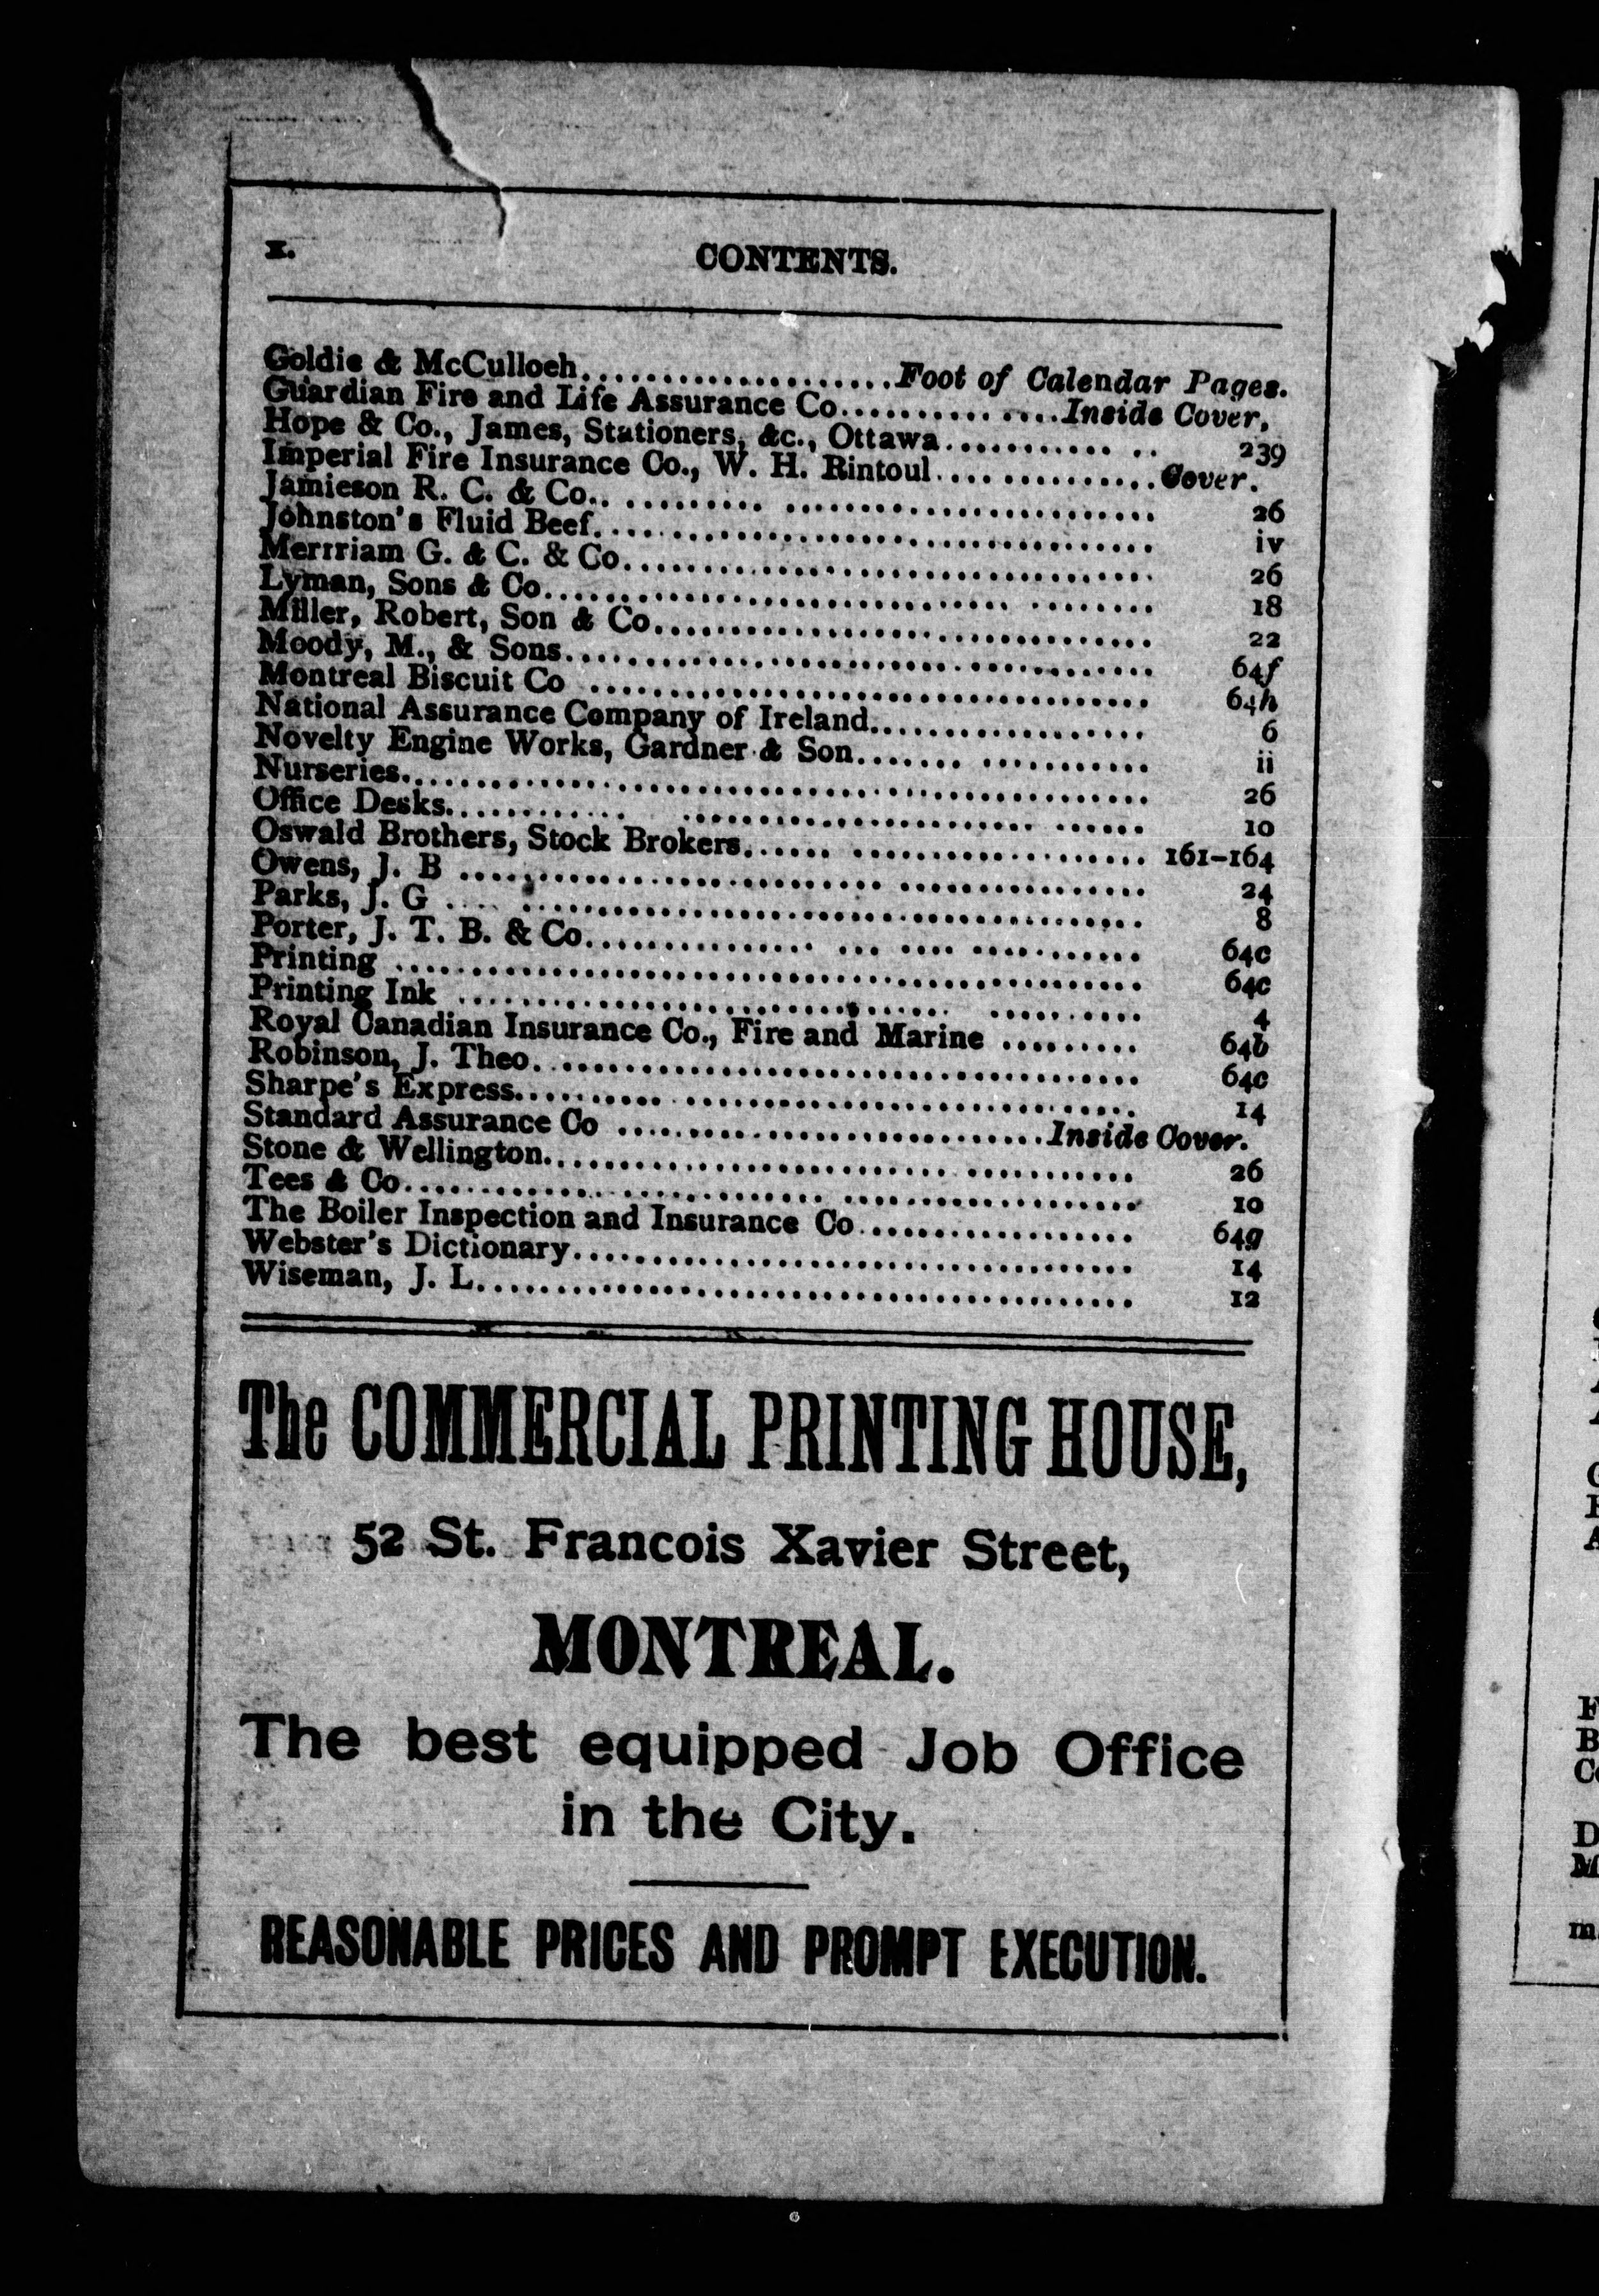 x.
CONTENTS.
Goldie & McCulloch....................Foot of Calendar Pages.
Guardian Fire and Life Assurance Co..............Inside Cover,
Hope & Co., James, Stationers, &c., Ottawa............. 239
Imperial Fire Insurance Co., W. H. Rintoul..............Cover.
Jamieson R. C. & Co.................................... 26
Johnston's Fluid Beef.................................... iv
Merrriam G. & C. & Co.................................. 26
Lyman, Sons & Co...................................... 18
Miller, Robert, Son & Co................................ 22
Moody, M., & Sons..................................... 64f
Montreal Biscuit Co .................................... 64h
National Assurance Company of Ireland.................. 6
Novelty Engine Works, Gardner & Son.................. ii
Nurseries............................................... 26
Office Desks........................................... 10
Oswald Brothers, Stock Brokers......................... 161-164
Owens, J. B ........................................... 24
Parks, J. G ............................................ 8
Porter, J. T. B. & Co................................... 64c
Printing ............................................... 64c
Printing Ink ........................................... 4
Royal Canadian Insurance Co., Fire and Marine ......... 64b
Robinson, J. Theo...................................... 64c
Sharpe's Express....................................... 14
Standard Assurance Co ...........................Inside Cover.
Stone & Wellington..................................... 26
Tees & Co.............................................. 10
The Boiler Inspection and Insurance Co.................. 64g
Webster's Dictionary.................................... 14
Wiseman, J. L.......................................... 12
The COMMERCIAL PRINTING HOUSE,
52 St. Francois Xavier Street,
MONTREAL.
The best equipped Job Office
in the City.
REASONABLE PRICES AND PROMPT EXECUTION.